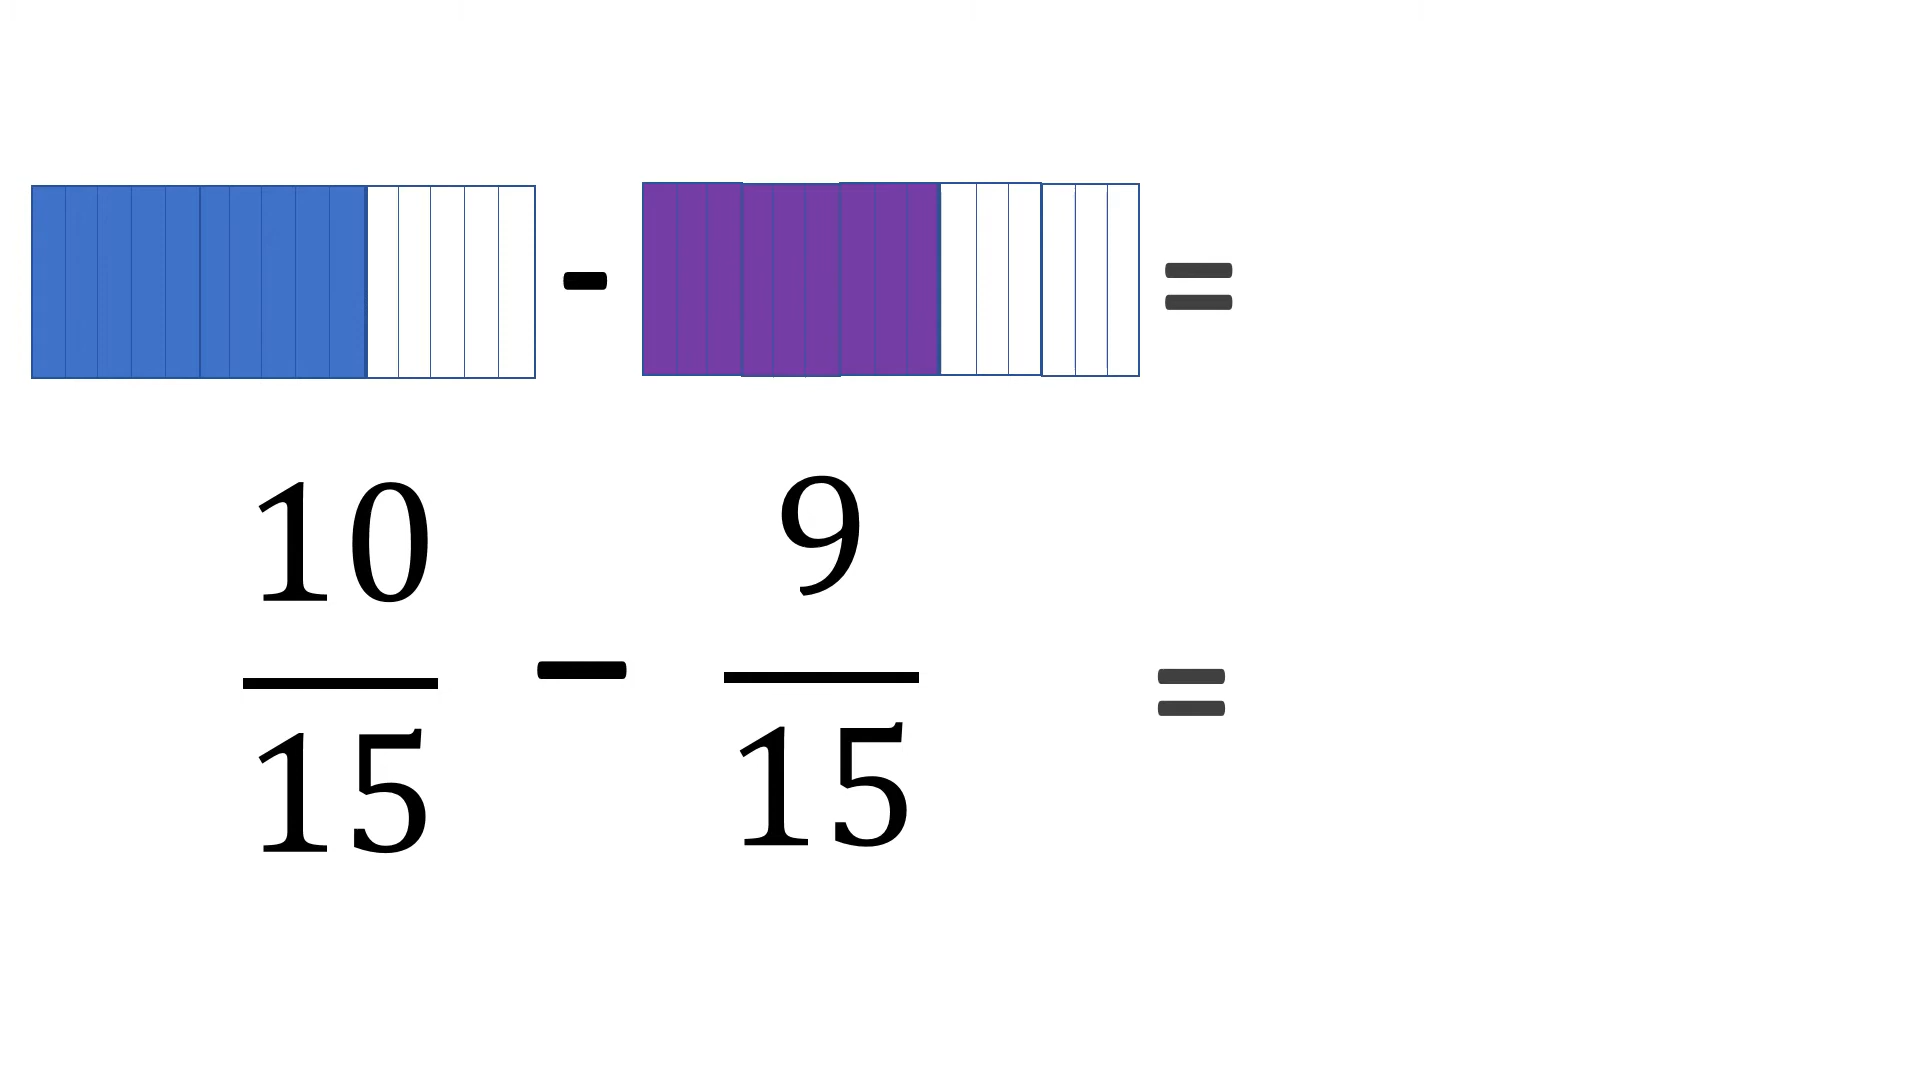 - =
10/15 − 9/15 =